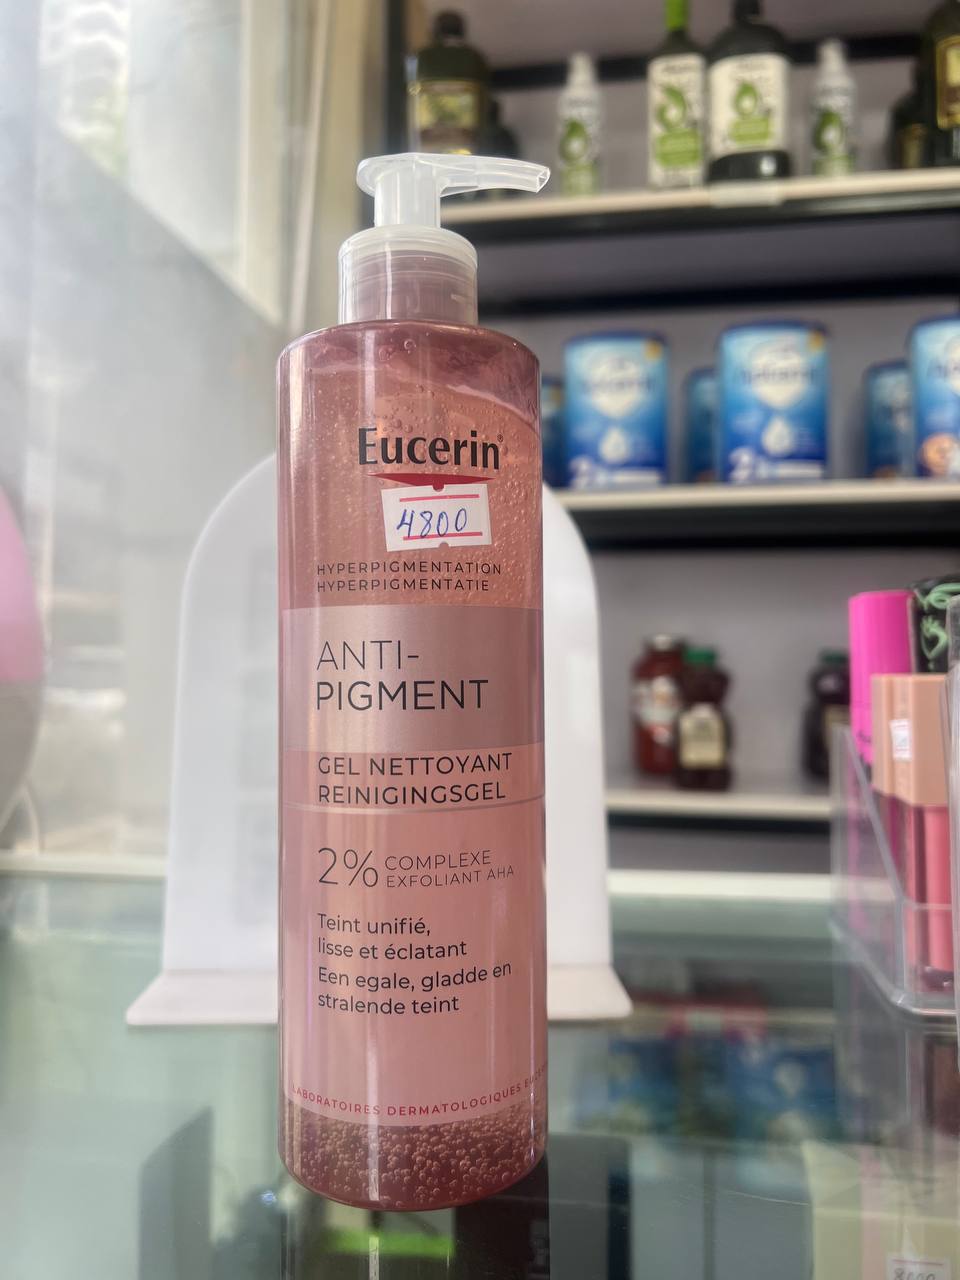 Eucerin®
4800
HYPERPIGMENTATION
HYPERPIGMENTATIE
ANTI-
PIGMENT
GEL NETTOYANT
REINIGINGSGEL
2% COMPLEXE
EXFOLIANT AHA
Teint unifié,
lisse et éclatant
Een egale, gladde en
stralende teint
LABORATOIRES DERMATOLOGIQUES